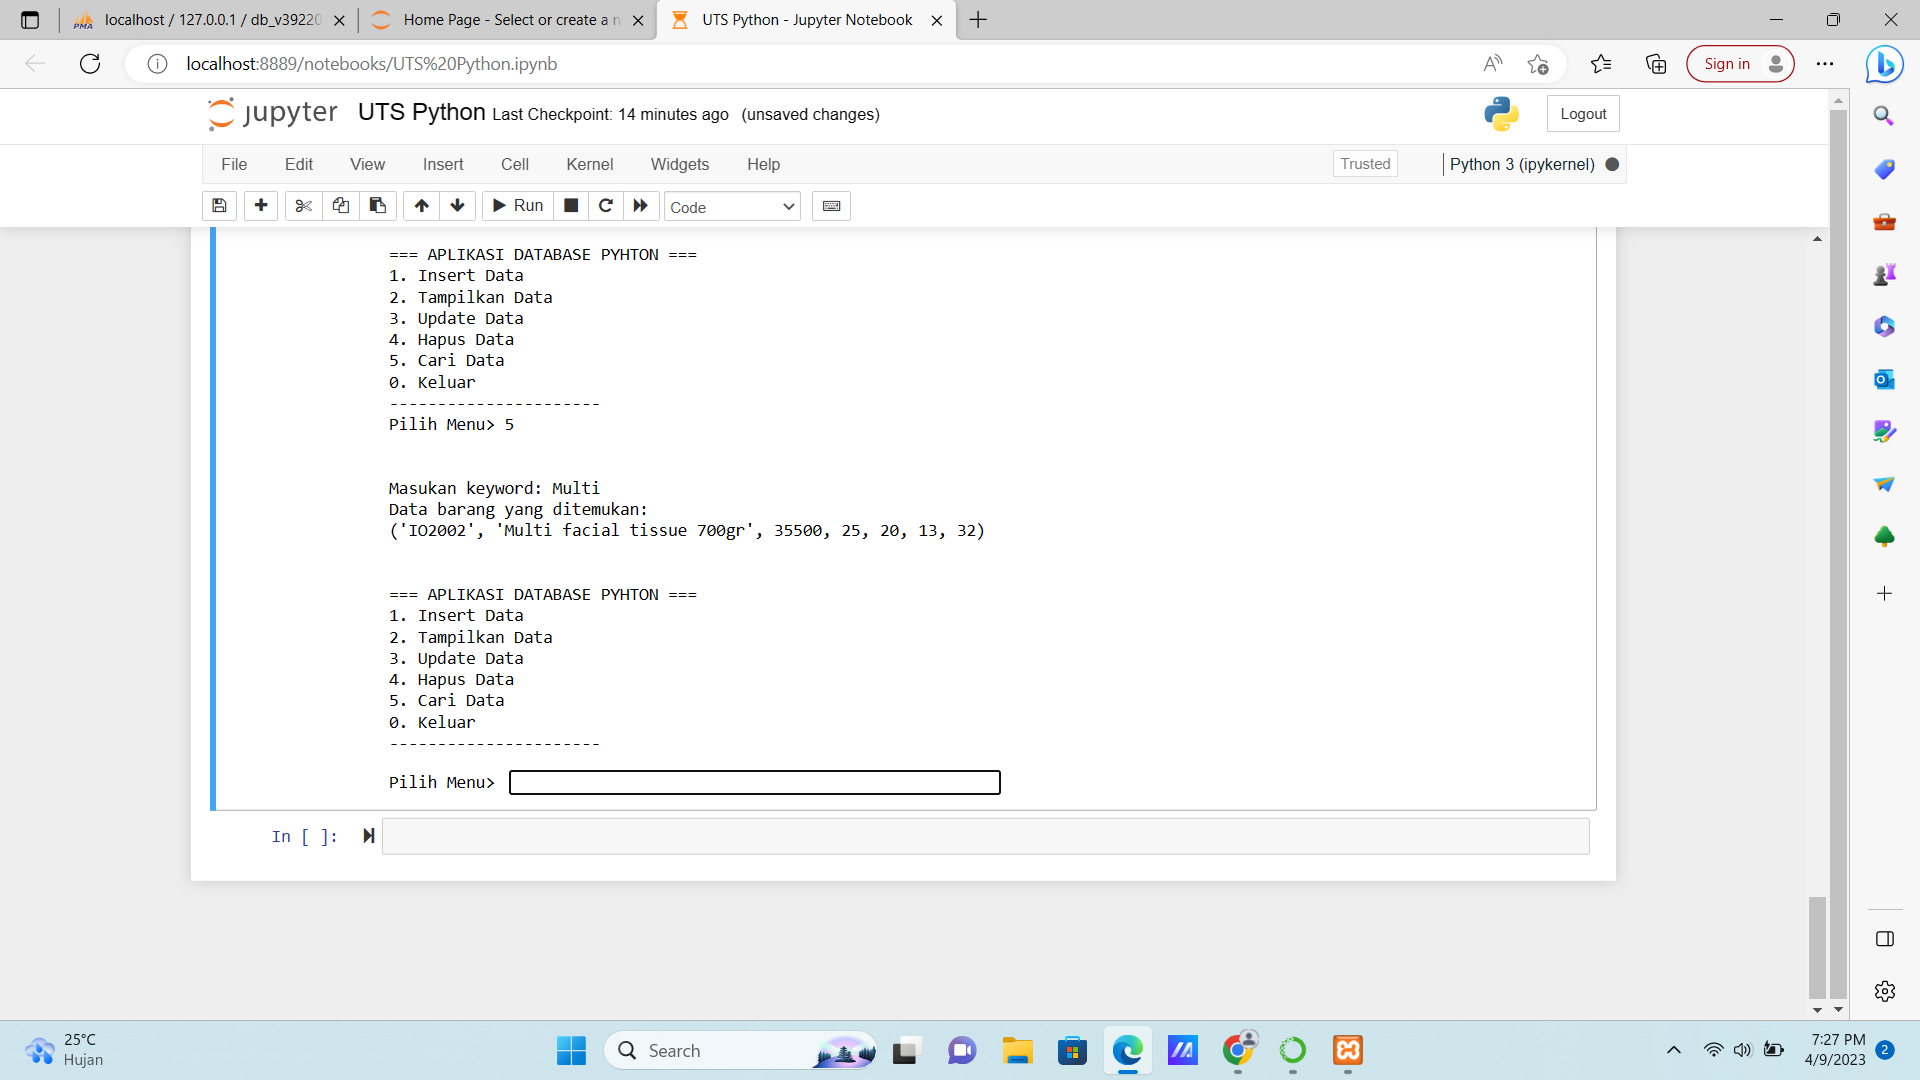 localhost / 127.0.0.1 / db_v39220
Home Page - Select or create a n
UTS Python - Jupyter Notebook
localhost:8889/notebooks/UTS%20Python.ipynb
Sign in
jupyter UTS Python Last Checkpoint: 14 minutes ago (unsaved changes)
Logout
File Edit View Insert Cell Kernel Widgets Help
Trusted
Python 3 (ipykernel)
Run
Code
=== APLIKASI DATABASE PYHTON ===
1. Insert Data
2. Tampilkan Data
3. Update Data
4. Hapus Data
5. Cari Data
0. Keluar
----------------------
Pilih Menu> 5
Masukan keyword: Multi
Data barang yang ditemukan:
('IO2002', 'Multi facial tissue 700gr', 35500, 25, 20, 13, 32)
=== APLIKASI DATABASE PYHTON ===
1. Insert Data
2. Tampilkan Data
3. Update Data
4. Hapus Data
5. Cari Data
0. Keluar
----------------------
Pilih Menu>
In [ ]:
25°C
Hujan
Search
7:27 PM
4/9/2023
2